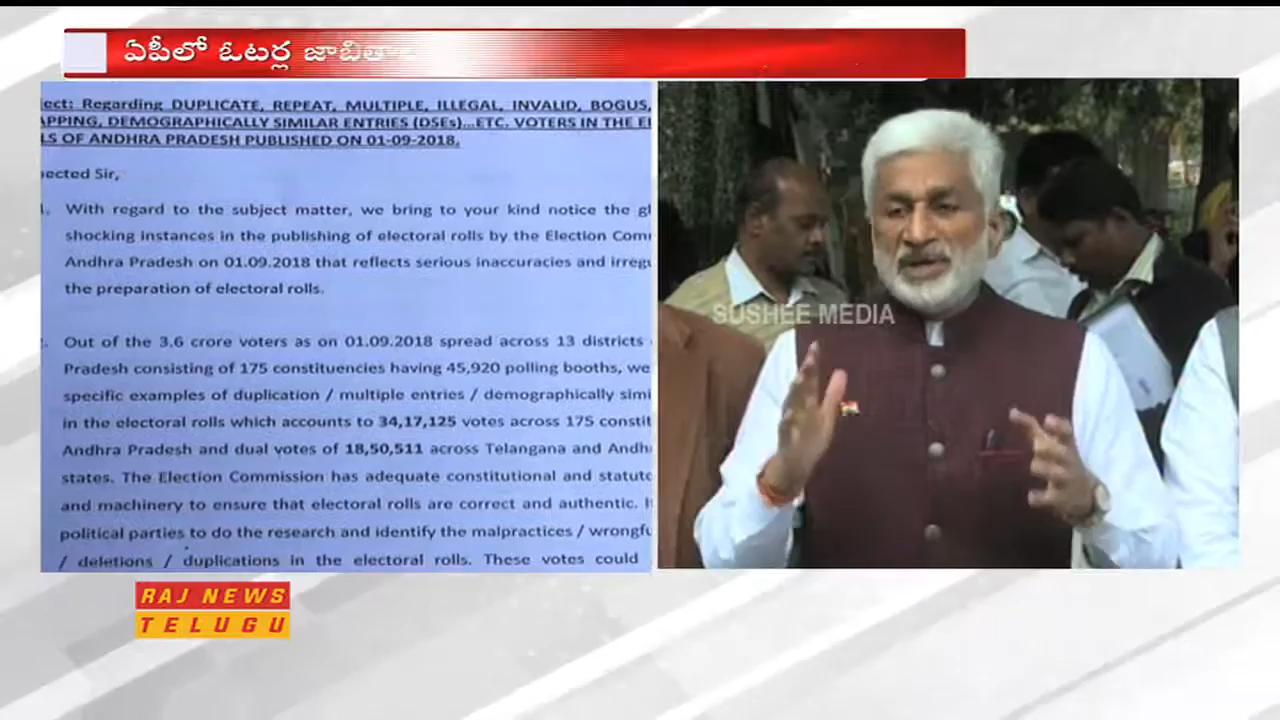 ఏపీలో ఓటర్ల జాబితా
ect: Regarding DUPLICATE, REPEAT, MULTIPLE, ILLEGAL, INVALID, BOGUS,
APPING, DEMOGRAPHICALLY SIMILAR ENTRIES (DSEs)...ETC. VOTERS IN THE E
LS OF ANDHRA PRADESH PUBLISHED ON 01-09-2018.
pected Sir,
With regard to the subject matter, we bring to your kind notice the gl
shocking instances in the publishing of electoral rolls by the Election Com
Andhra Pradesh on 01.09.2018 that reflects serious inaccuracies and irregu
the preparation of electoral rolls.
Out of the 3.6 crore voters as on 01.09.2018 spread across 13 districts
Pradesh consisting of 175 constituencies having 45,920 polling booths, we
specific examples of duplication / multiple entries / demographically simi
in the electoral rolls which accounts to 34,17,125 votes across 175 constit
Andhra Pradesh and dual votes of 18,50,511 across Telangana and Andh
states. The Election Commission has adequate constitutional and statuto
and machinery to ensure that electoral rolls are correct and authentic. I
political parties to do the research and identify the malpractices / wrongfu
/ deletions / duplications in the electoral rolls. These votes could
SUSHEE MEDIA
RAJ NEWS
TELUGU